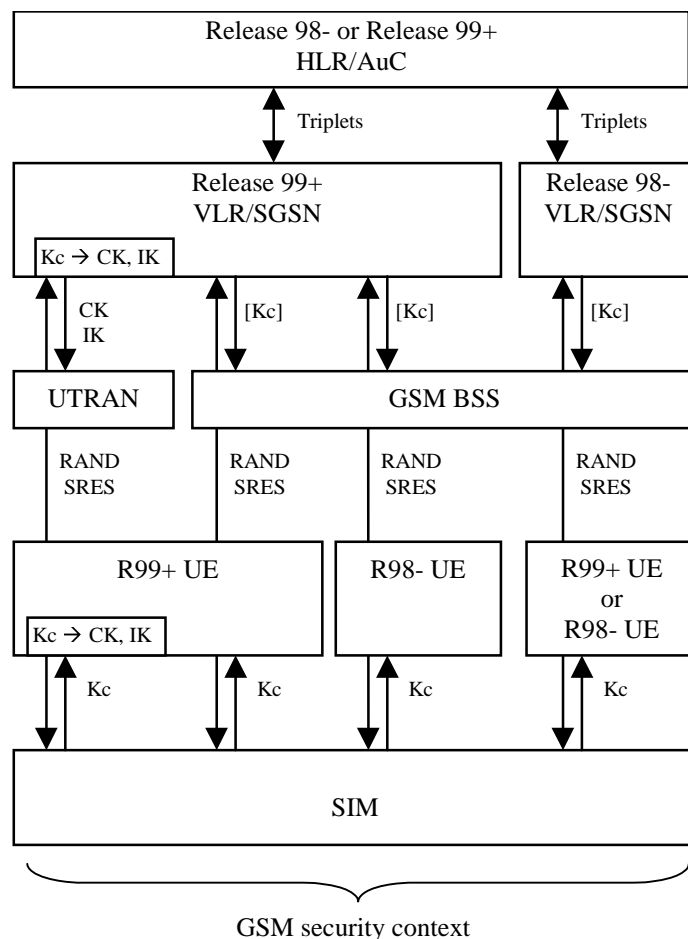 Release 98- or Release 99+
HLR/AuC
Triplets
Triplets
Release 99+
VLR/SGSN
Release 98-
VLR/SGSN
Kc → CK, IK
CK
IK
[Kc]
[Kc]
[Kc]
UTRAN
GSM BSS
RAND
SRES
RAND
SRES
RAND
SRES
RAND
SRES
R99+ UE
R98- UE
R99+ UE
or
R98- UE
Kc → CK, IK
Kc
Kc
Kc
Kc
SIM
GSM security context